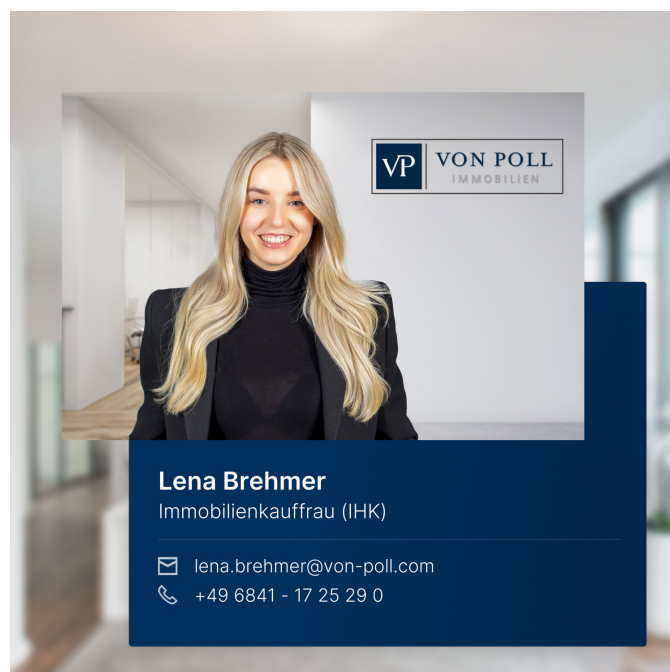 VP VON POLL
IMMOBILIEN
Lena Brehmer
Immobilienkauffrau (IHK)
lena.brehmer@von-poll.com
+49 6841 - 17 25 29 0